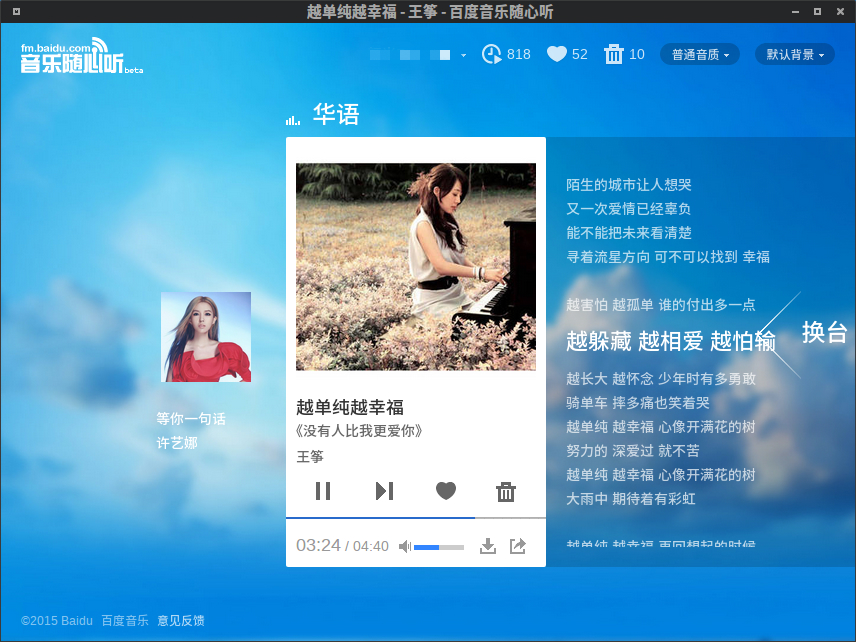 越单纯越幸福 - 王筝 - 百度音乐随心听
fm.baidu.com
音乐随心听beta
818
52
10
普通音质
默认背景
华语
等你一句话
许艺娜
越单纯越幸福
《没有人比我更爱你》
王筝
03:24 / 04:40
陌生的城市让人想哭
又一次爱情已经辜负
能不能把未来看清楚
寻着流星方向 可不可以找到 幸福
越害怕 越孤单 谁的付出多一点
越躲藏 越相爱 越怕输
越长大 越怀念 少年时有多勇敢
骑单车 摔多痛也笑着哭
越单纯 越幸福 心像开满花的树
努力的 深爱过 就不苦
越单纯 越幸福 心像开满花的树
大雨中 期待着有彩虹
越单纯 越幸福 再回想起的时候
换台
©2015 Baidu 百度音乐 意见反馈